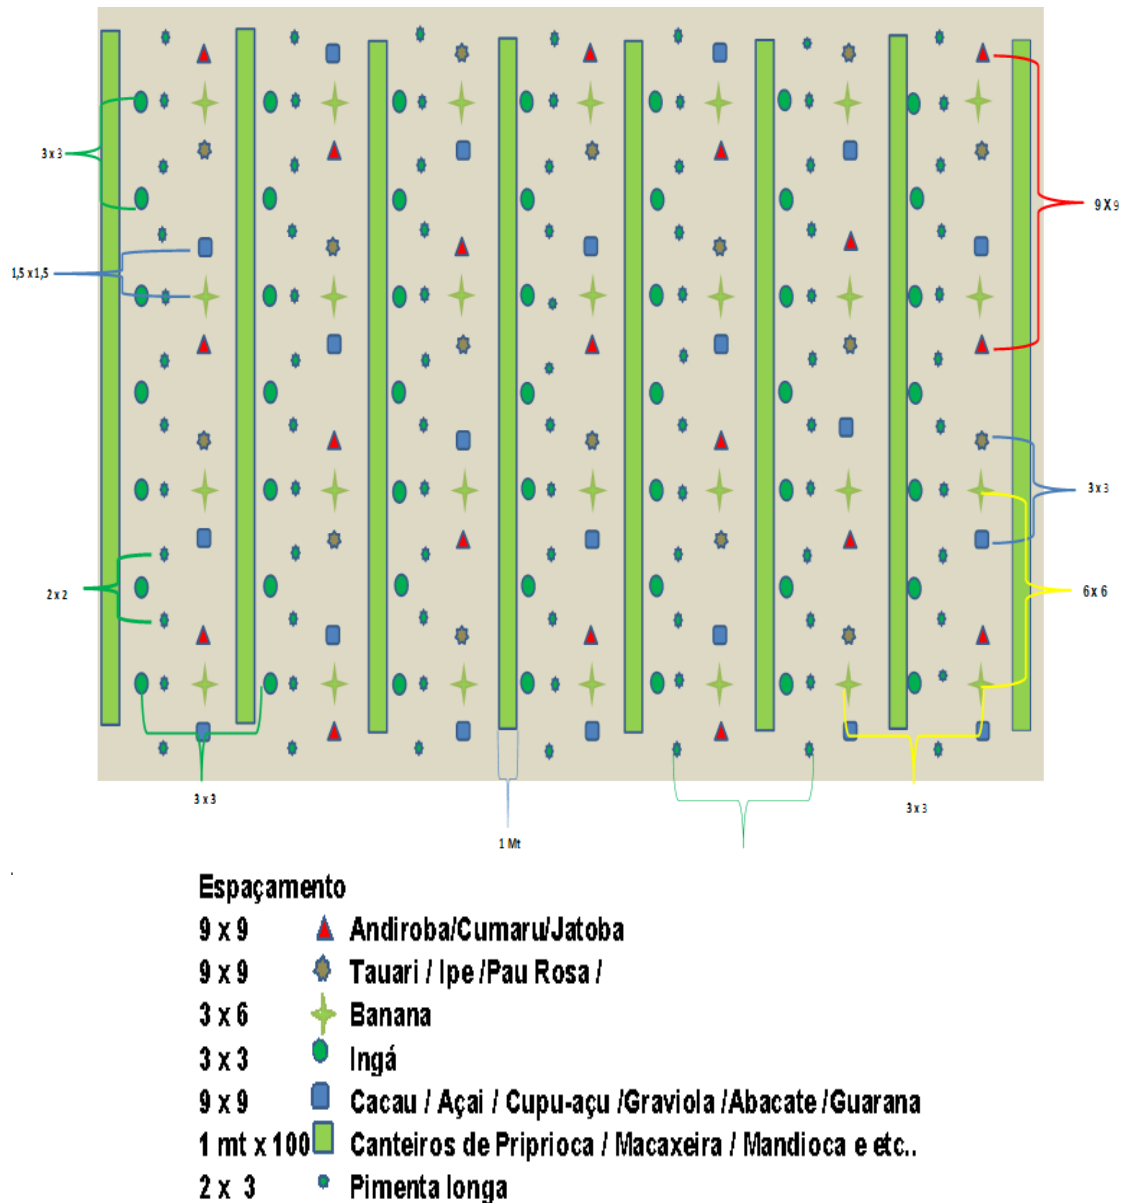 3 x 3
9 X 9
1,5 x 1,5
3 x 3
2 x 2
6 x 6
3 x 3
3 x 3
1 Mt
.
Espaçamento
9 x 9 Andiroba/Cumaru/Jatoba
9 x 9 Tauari / Ipe /Pau Rosa /
3 x 6 Banana
3 x 3 Ingá
9 x 9 Cacau / Açai / Cupu-açu /Graviola /Abacate /Guarana
1 mt x 100 Canteiros de Priprioca / Macaxeira / Mandioca e etc..
2 x 3 Pimenta longa